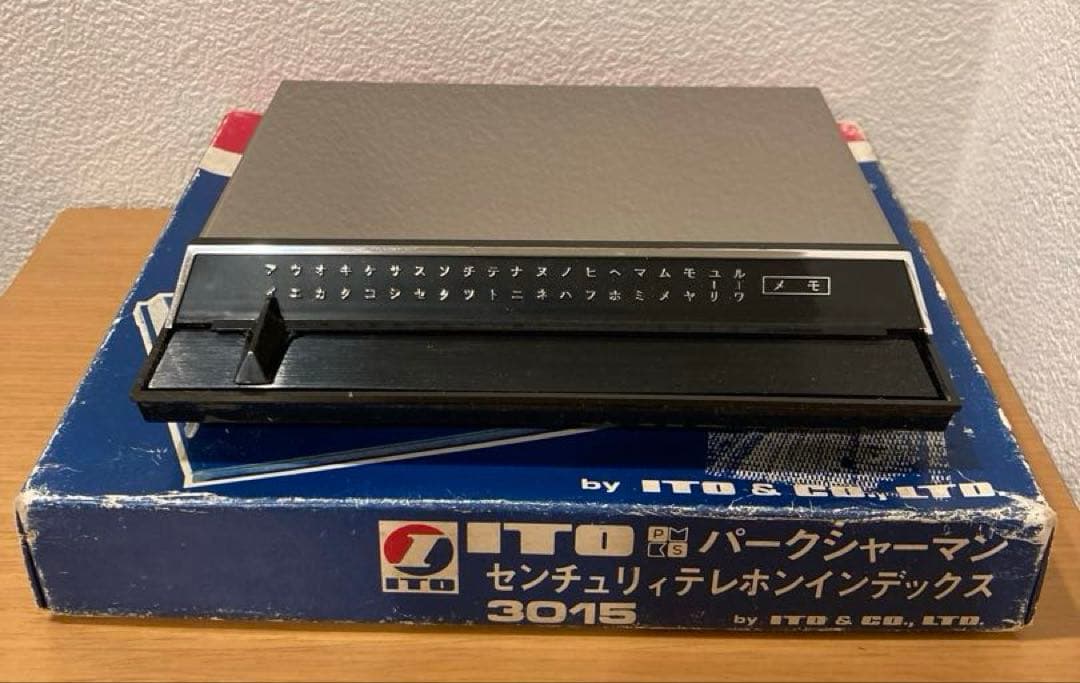 アウオキケサスソチテナヌノヒヘマムモユル
イエカクコシセタツトニネハフホミメヤリワ
メモ
by ITO & CO., LTD.
ITO
ITO
PMKS
パークシャーマン
センチュリィテレホンインデックス
3015
by ITO & CO., LTD.